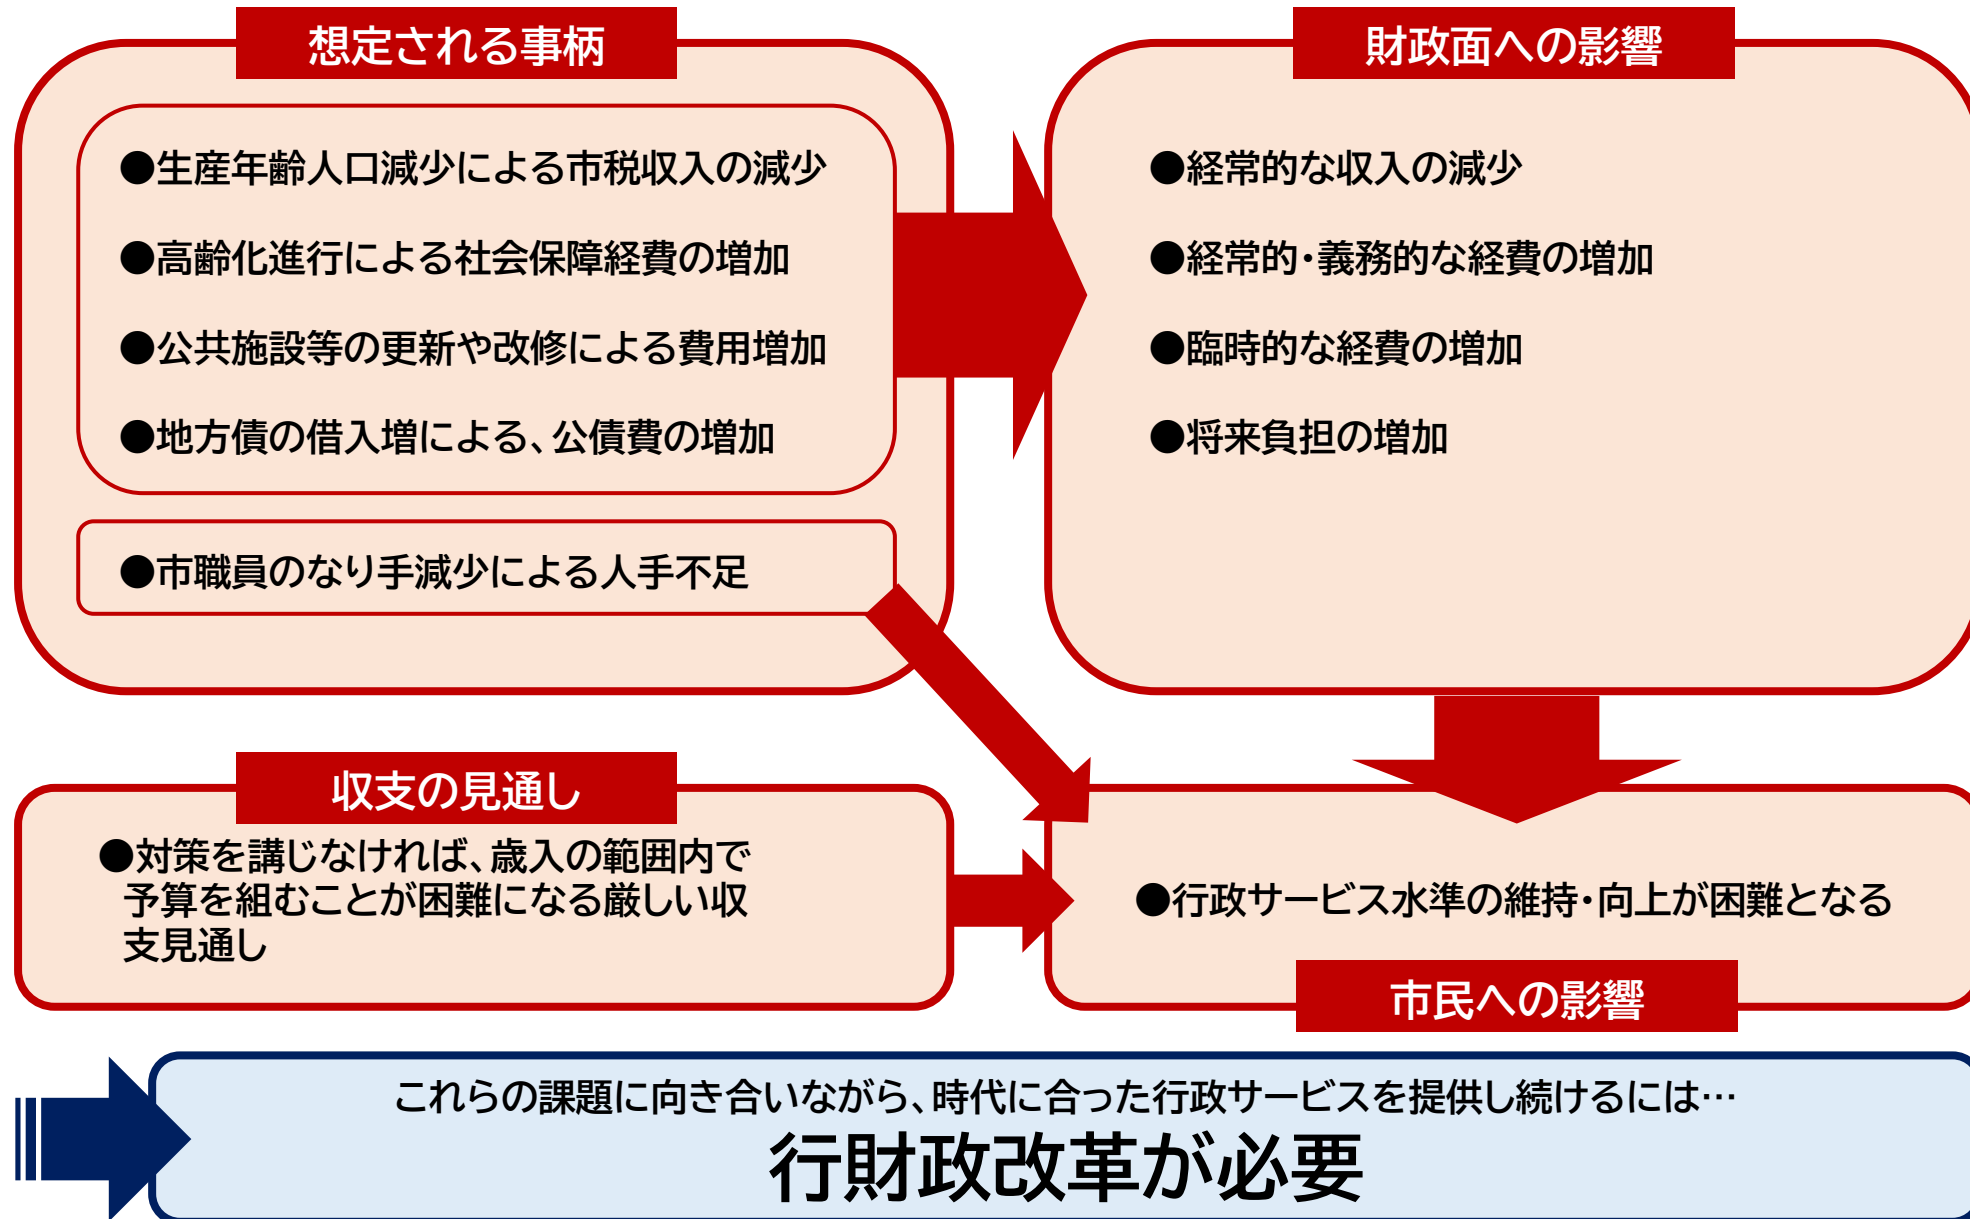 想定される事柄
●生産年齢人口減少による市税収入の減少
●高齢化進行による社会保障経費の増加
●公共施設等の更新や改修による費用増加
●地方債の借入増による、公債費の増加
●市職員のなり手減少による人手不足
財政面への影響
●経常的な収入の減少
●経常的・義務的な経費の増加
●臨時的な経費の増加
●将来負担の増加
収支の見通し
●対策を講じなければ、歳入の範囲内で
予算を組むことが困難になる厳しい収
支見通し
●行政サービス水準の維持・向上が困難となる
市民への影響
これらの課題に向き合いながら、時代に合った行政サービスを提供し続けるには…
行財政改革が必要